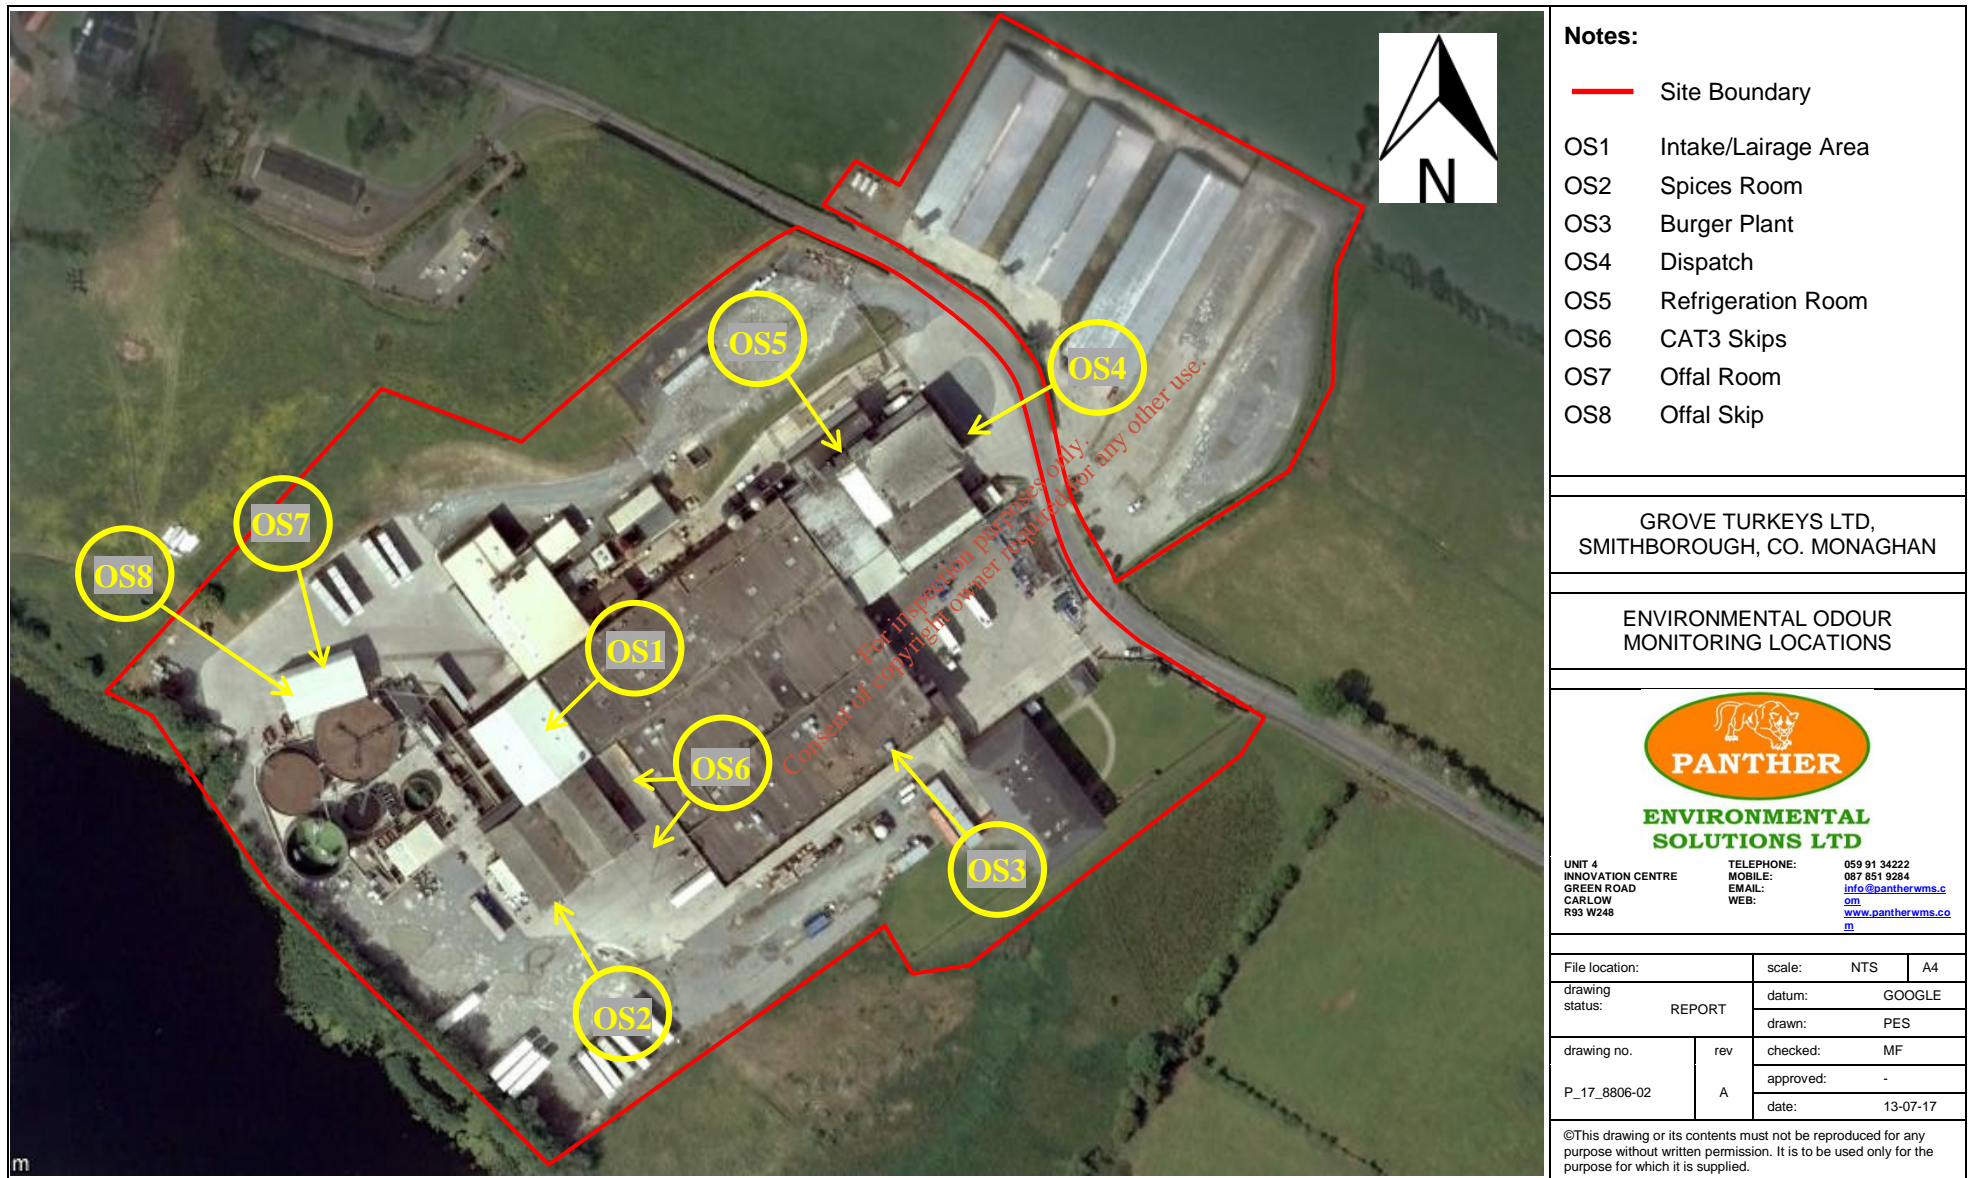 N
OS5
OS4
OS7
OS8
OS1
OS6
OS3
OS2
For inspection purposes only.
Consent of copyright owner required for any other use.
m
Notes:
Site Boundary
OS1 Intake/Lairage Area
OS2 Spices Room
OS3 Burger Plant
OS4 Dispatch
OS5 Refrigeration Room
OS6 CAT3 Skips
OS7 Offal Room
OS8 Offal Skip
GROVE TURKEYS LTD,
SMITHBOROUGH, CO. MONAGHAN
ENVIRONMENTAL ODOUR
MONITORING LOCATIONS
PANTHER
ENVIRONMENTAL
SOLUTIONS LTD
UNIT 4 TELEPHONE: 059 91 34222
INNOVATION CENTRE MOBILE: 087 851 9284
GREEN ROAD EMAIL: info@pantherwms.c
CARLOW WEB: om
R93 W248 www.pantherwms.co
m
File location: scale: NTS A4
drawing
status: REPORT datum: GOOGLE
drawn: PES
drawing no. rev checked: MF
P_17_8806-02 A approved: -
date: 13-07-17
©This drawing or its contents must not be reproduced for any
purpose without written permission. It is to be used only for the
purpose for which it is supplied.